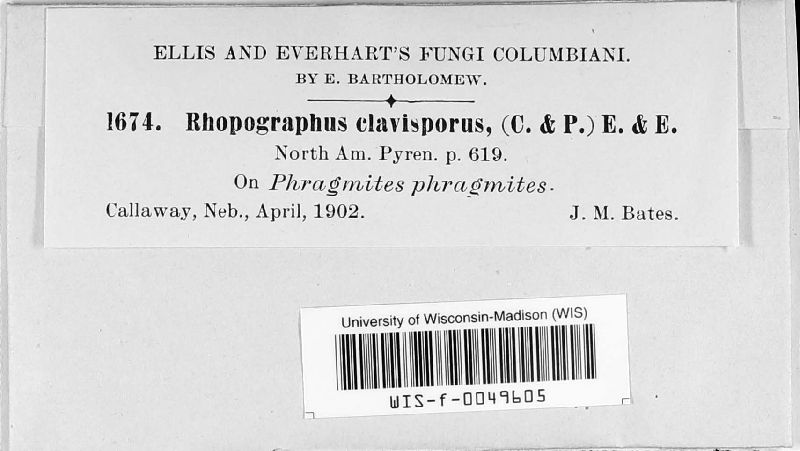 ELLIS AND EVERHART'S FUNGI COLUMBIANI.
BY E. BARTHOLOMEW.
1674. Rhopographus clavisporus, (C. & P.) E. & E.
North Am. Pyren. p. 619.
On Phragmites phragmites.
Callaway, Neb., April, 1902. J. M. Bates.
University of Wisconsin-Madison (WIS)
WIS-f-0049605